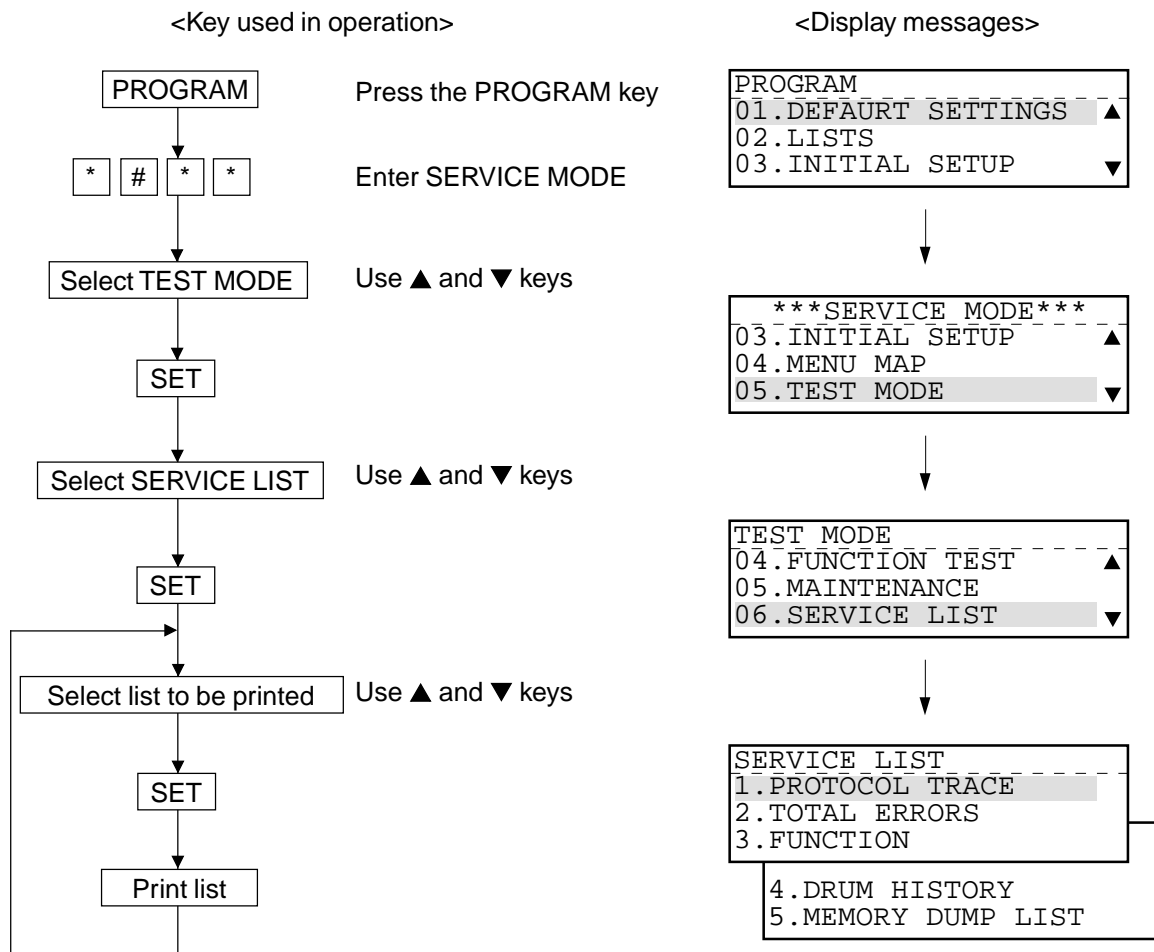 <Key used in operation>
<Display messages>
PROGRAM
Press the PROGRAM key
* # * *
Enter SERVICE MODE
Select TEST MODE
Use ▲ and ▼ keys
SET
Select SERVICE LIST
Use ▲ and ▼ keys
SET
Select list to be printed
Use ▲ and ▼ keys
SET
Print list
PROGRAM
01.DEFAURT SETTINGS ▲
02.LISTS
03.INITIAL SETUP ▼
***SERVICE MODE***
03.INITIAL SETUP ▲
04.MENU MAP
05.TEST MODE ▼
TEST MODE
04.FUNCTION TEST ▲
05.MAINTENANCE
06.SERVICE LIST ▼
SERVICE LIST
1.PROTOCOL TRACE
2.TOTAL ERRORS
3.FUNCTION
4.DRUM HISTORY
5.MEMORY DUMP LIST